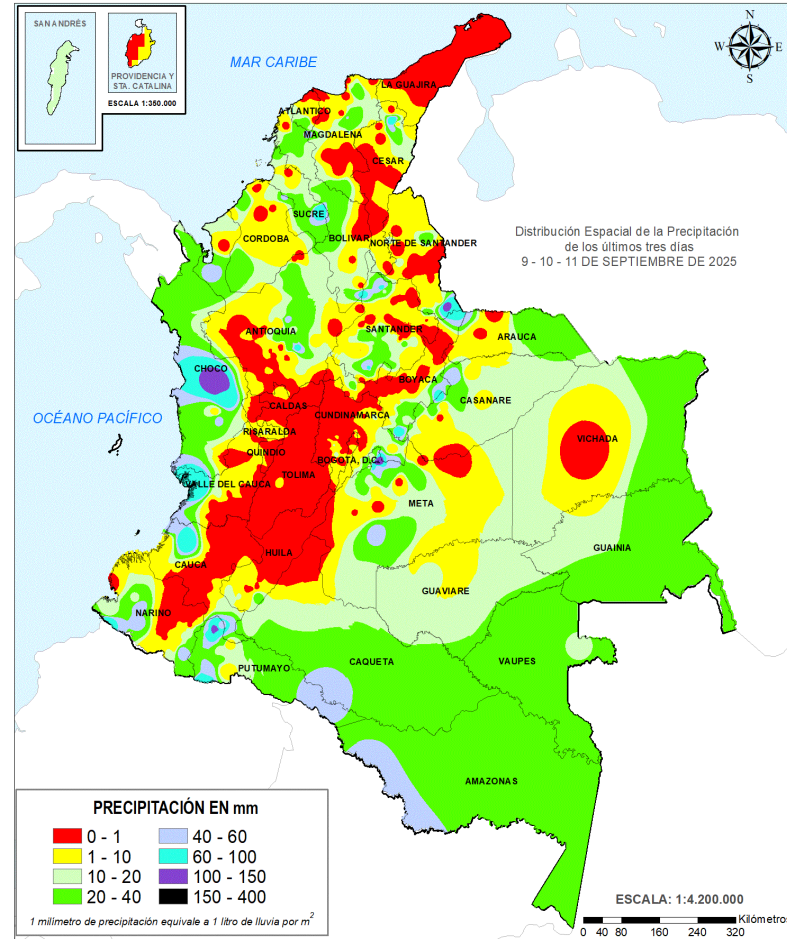 SAN ANDRÉS
PROVIDENCIA Y
STA. CATALINA
ESCALA 1:350.000
N
W
E
S
MAR CARIBE
OCÉANO PACÍFICO
Distribución Espacial de la Precipitación
de los últimos tres días
9 - 10 - 11 DE SEPTIEMBRE DE 2025
LA GUAJIRA
ATLANTICO
MAGDALENA
CESAR
SUCRE
CORDOBA
BOLIVAR
NORTE DE SANTANDER
ANTIOQUIA
SANTANDER
ARAUCA
CHOCO
BOYACA
CASANARE
CALDAS
CUNDINAMARCA
RISARALDA
VICHADA
QUINDIO
BOGOTA, D.C.
TOLIMA
VALLE DEL CAUCA
META
GUAINIA
HUILA
CAUCA
GUAVIARE
NARIÑO
PUTUMAYO
CAQUETA
VAUPES
AMAZONAS
PRECIPITACIÓN EN mm
0 - 1
1 - 10
10 - 20
20 - 40
40 - 60
60 - 100
100 - 150
150 - 400
1 milimetro de precipitación equivale a 1 litro de lluvia por m2
ESCALA: 1:4.200.000
0 40 80 160 240 320 Kilómetros